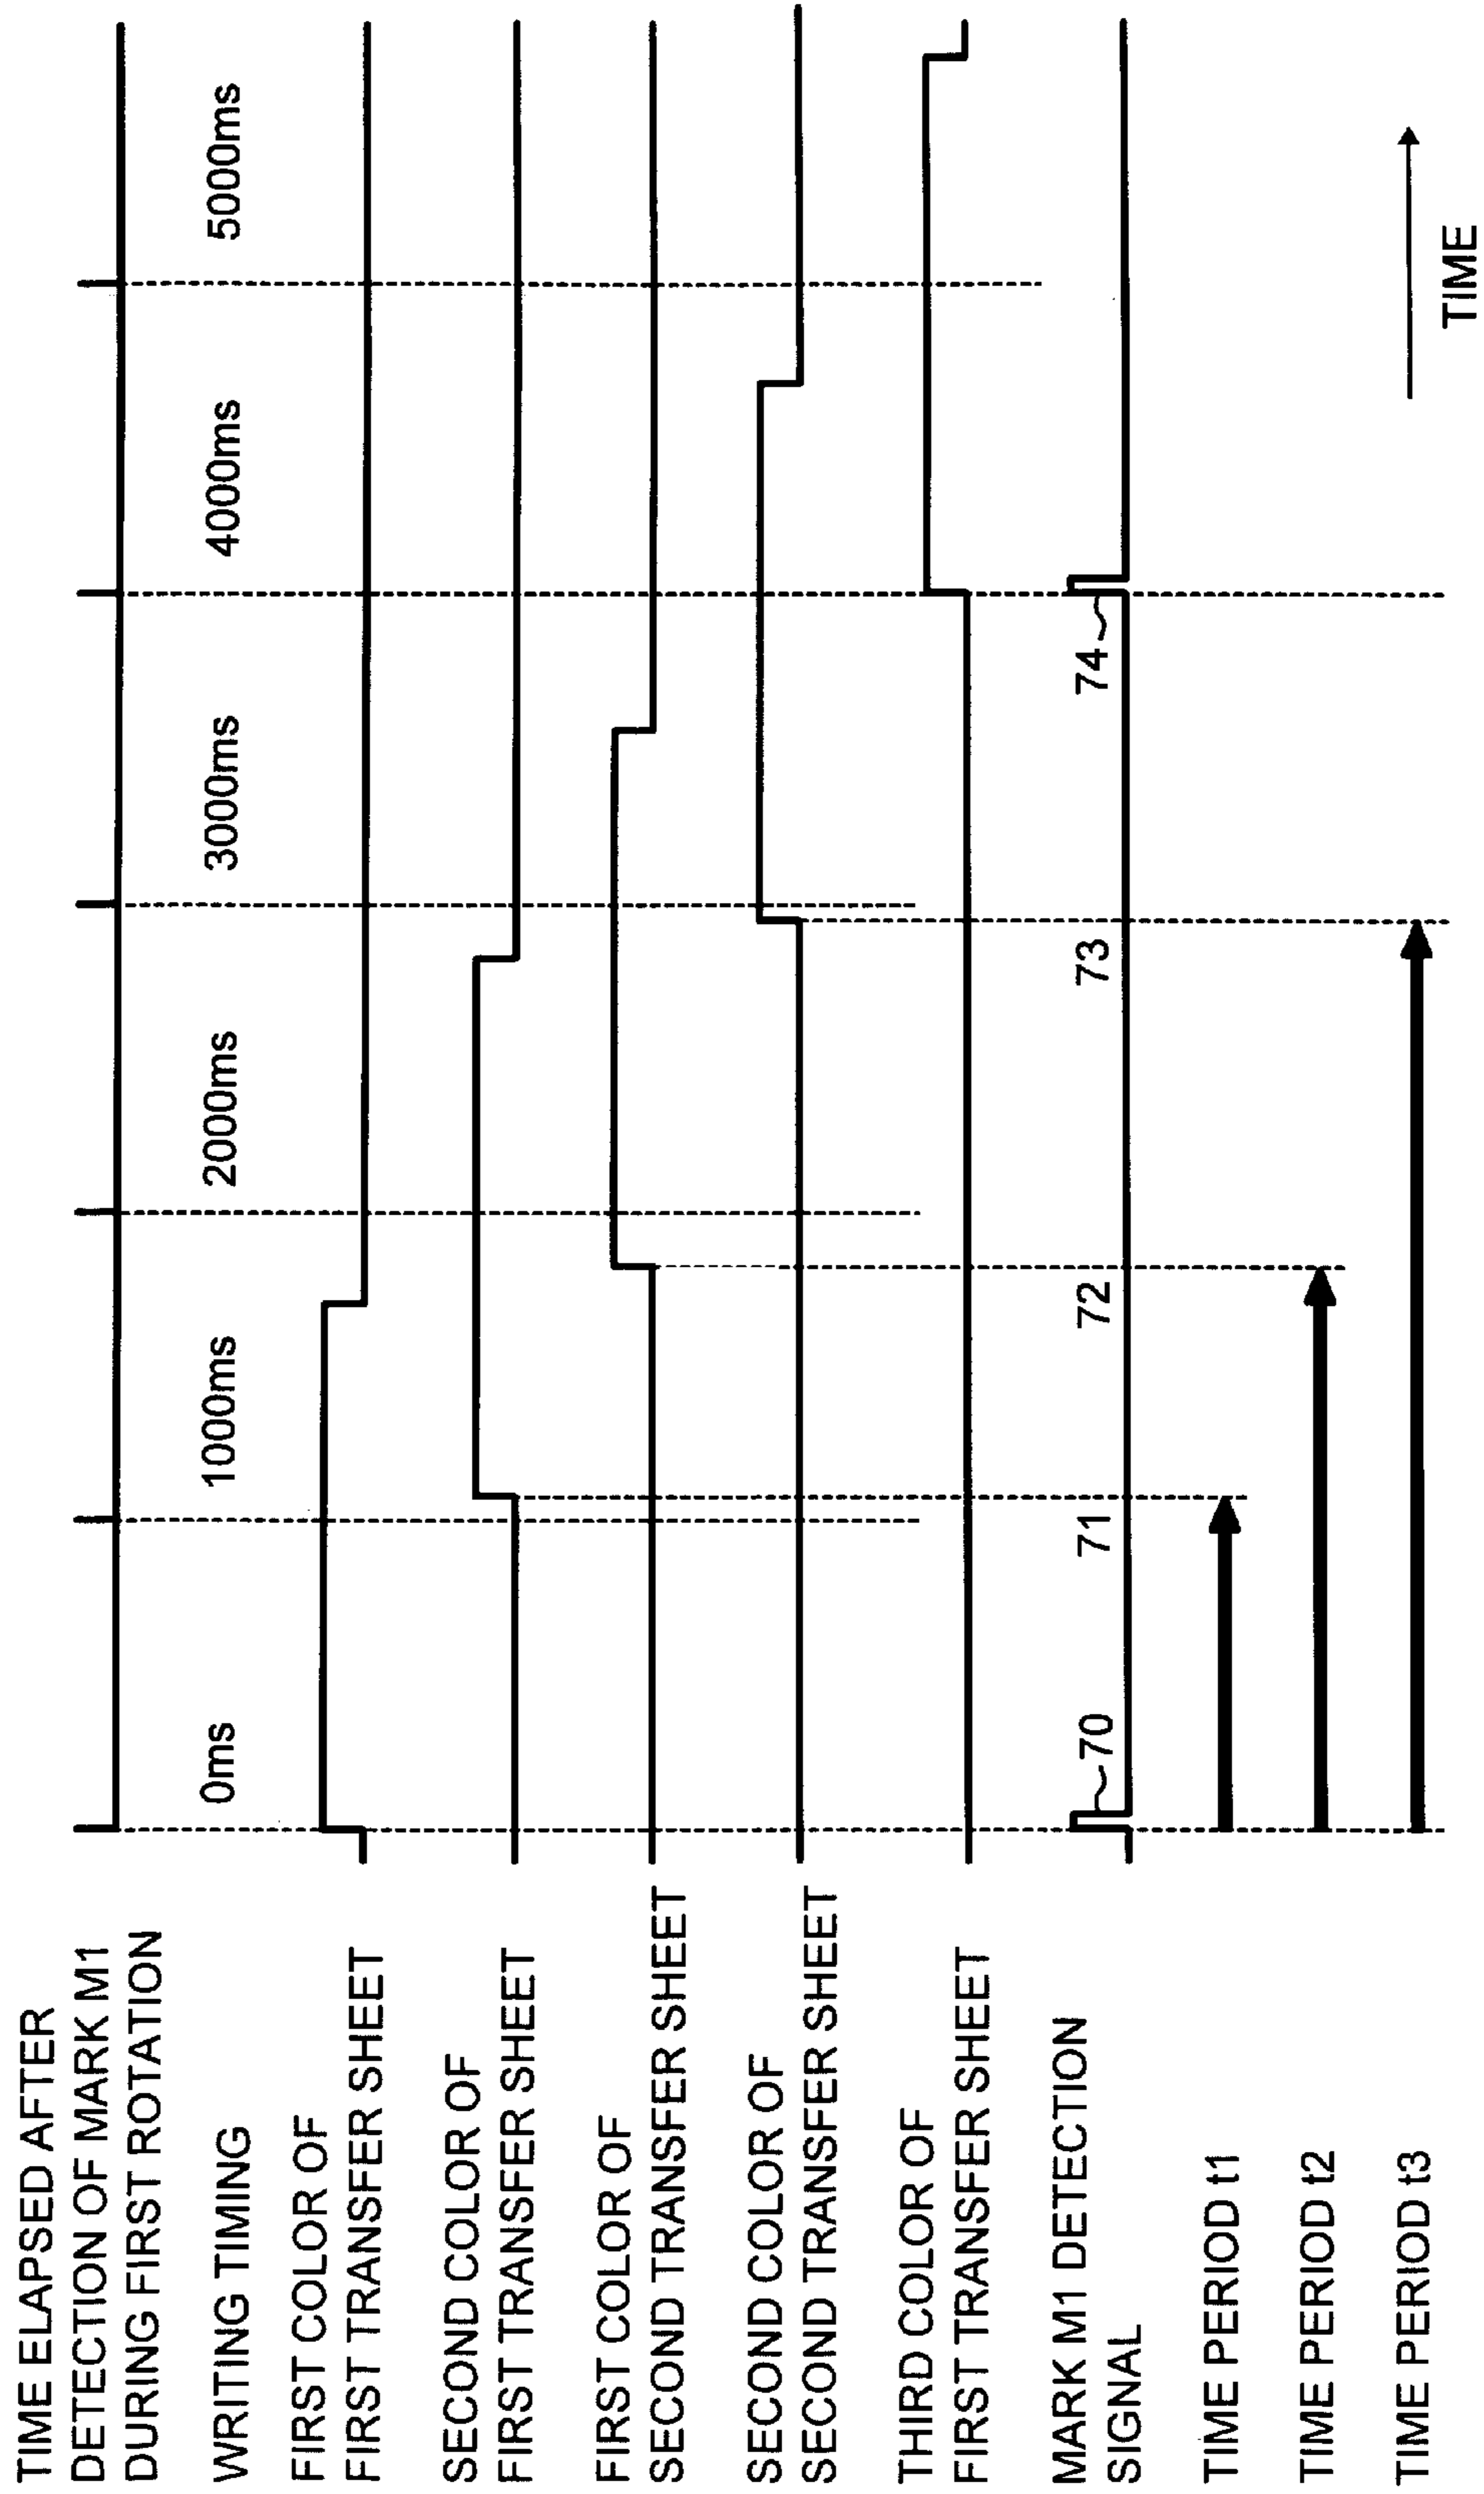 TIME ELAPSED AFTER
DETECTION OF MARK M1
DURING FIRST ROTATION
WRITING TIMING
0ms
1000ms
2000ms
3000ms
4000ms
5000ms
FIRST COLOR OF
FIRST TRANSFER SHEET
SECOND COLOR OF
FIRST TRANSFER SHEET
FIRST COLOR OF
SECOND TRANSFER SHEET
SECOND COLOR OF
SECOND TRANSFER SHEET
THIRD COLOR OF
FIRST TRANSFER SHEET
MARK M1 DETECTION
SIGNAL
70
71
72
73
74
TIME PERIOD t1
TIME PERIOD t2
TIME PERIOD t3
TIME